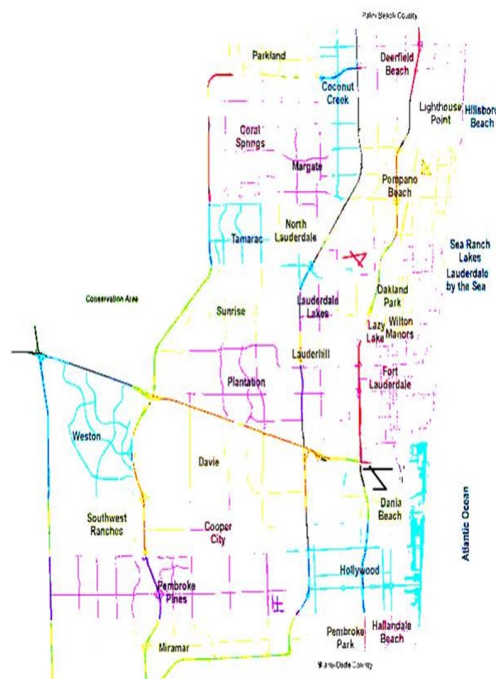 Palm Beach County
Parkland
Deerfield
Beach
Coconut
Creek
Lighthouse
Point
Hillsboro
Beach
Coral
Springs
Margate
Pompano
Beach
North
Lauderdale
Tamarac
Sea Ranch
Lakes
Lauderdale
by the Sea
Conservation Area
Oakland
Park
Sunrise
Lauderdale
Lakes
Lazy
Lake
Wilton
Manors
Lauderhill
Fort
Lauderdale
Plantation
Weston
Davie
Dania
Beach
Southwest
Ranches
Cooper
City
Atlantic Ocean
Hollywood
Pembroke
Pines
Pembroke
Park
Hallandale
Beach
Miramar
Miami-Dade County